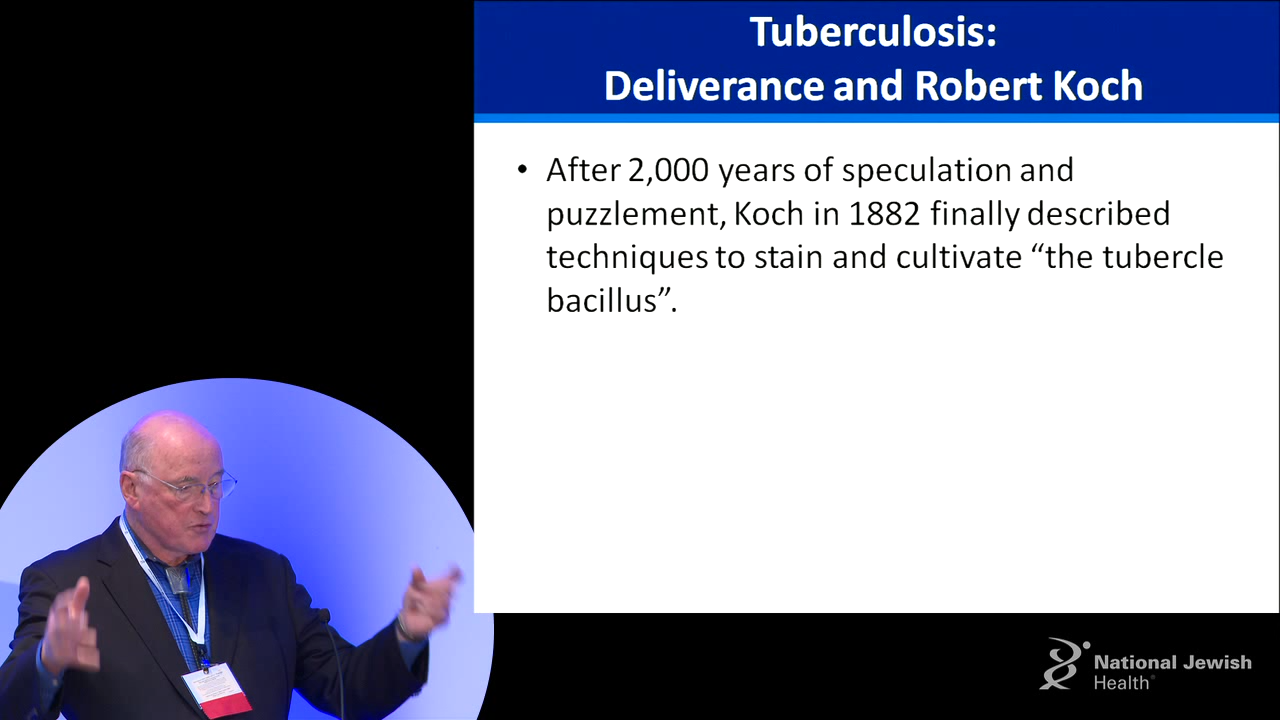 Tuberculosis:
Deliverance and Robert Koch
• After 2,000 years of speculation and
puzzlement, Koch in 1882 finally described
techniques to stain and cultivate “the tubercle
bacillus”.
National Jewish
Health®